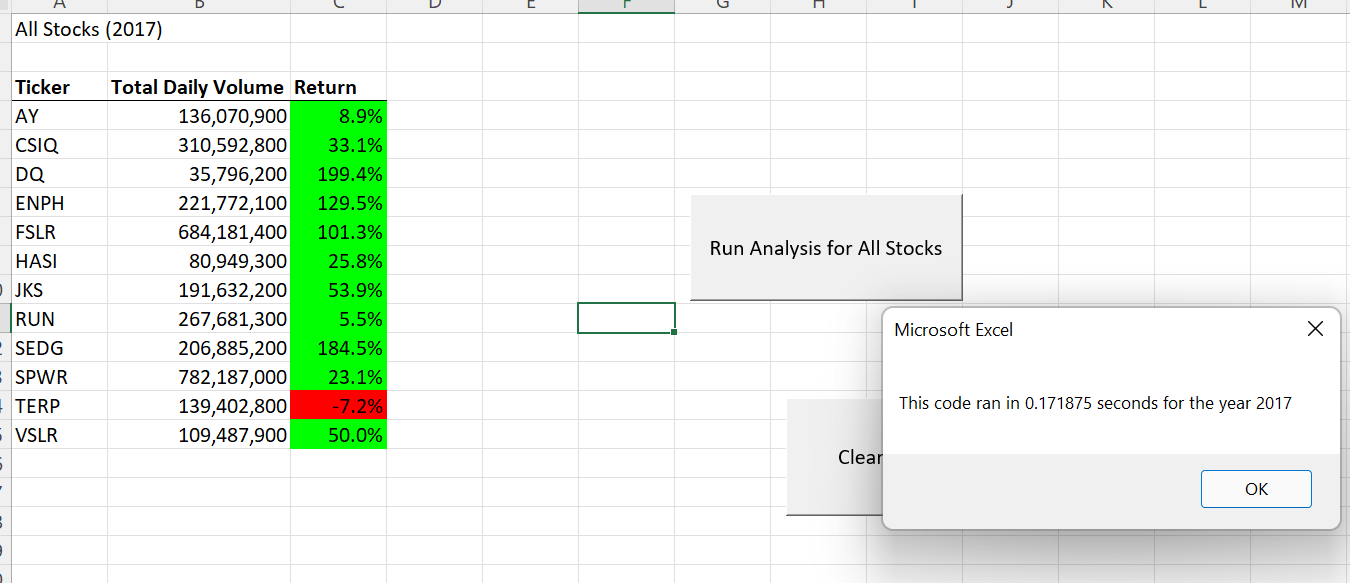 A B C D E F G H I J K L M
All Stocks (2017)
Ticker Total Daily Volume Return
AY 136,070,900 8.9%
CSIQ 310,592,800 33.1%
DQ 35,796,200 199.4%
ENPH 221,772,100 129.5%
FSLR 684,181,400 101.3%
HASI 80,949,300 25.8%
JKS 191,632,200 53.9%
RUN 267,681,300 5.5%
SEDG 206,885,200 184.5%
SPWR 782,187,000 23.1%
TERP 139,402,800 -7.2%
VSLR 109,487,900 50.0%
Run Analysis for All Stocks
Clear
Microsoft Excel
This code ran in 0.171875 seconds for the year 2017
OK